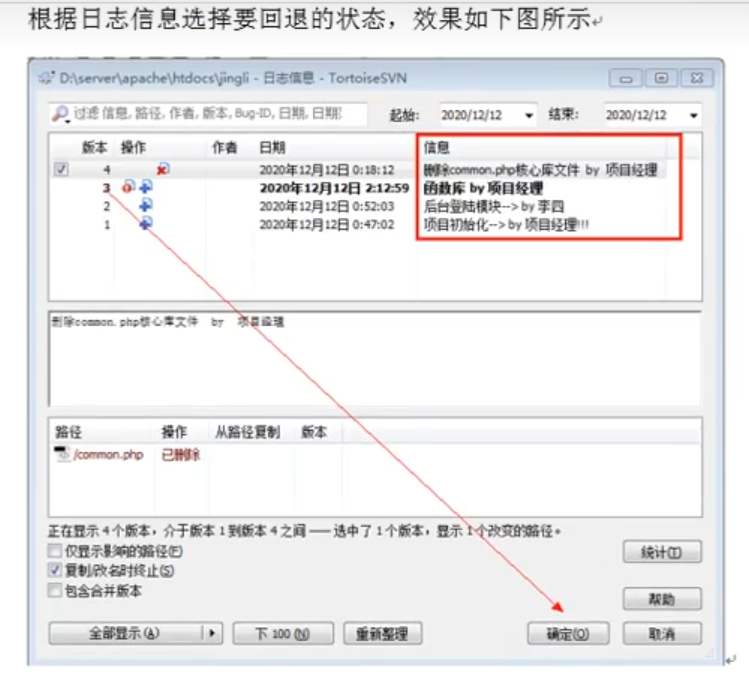 根据日志信息选择要回退的状态，效果如下图所示
D:\server\apache\htdocs\jingli - 日志信息 - TortoiseSVN
过滤 信息, 路径, 作者, 版本, Bug-ID, 日期, 日期范 起始: 2020/12/12 结束: 2020/12/12
版本 操作 作者 日期 信息
4 2020年12月12日 0:18:12 删除common.php核心库文件 by 项目经理
3 2020年12月12日 2:12:59 函数库 by 项目经理
2 2020年12月12日 0:52:03 后台登陆模块--> by 李四
1 2020年12月12日 0:47:02 项目初始化--> by 项目经理!!!
删除common.php核心库文件 by 项目经理
路径 操作 从路径复制 版本
/common.php 已删除
正在显示 4 个版本，介于版本 1 到版本 4 之间 —— 选中了 1 个版本，显示 1 个改变的路径。
仅显示影响的路径(F)
复制/改名时终止(S)
包含合并版本
统计(T)
帮助
全部显示(A) 下 100 (N) 重新整理 确定(O) 取消